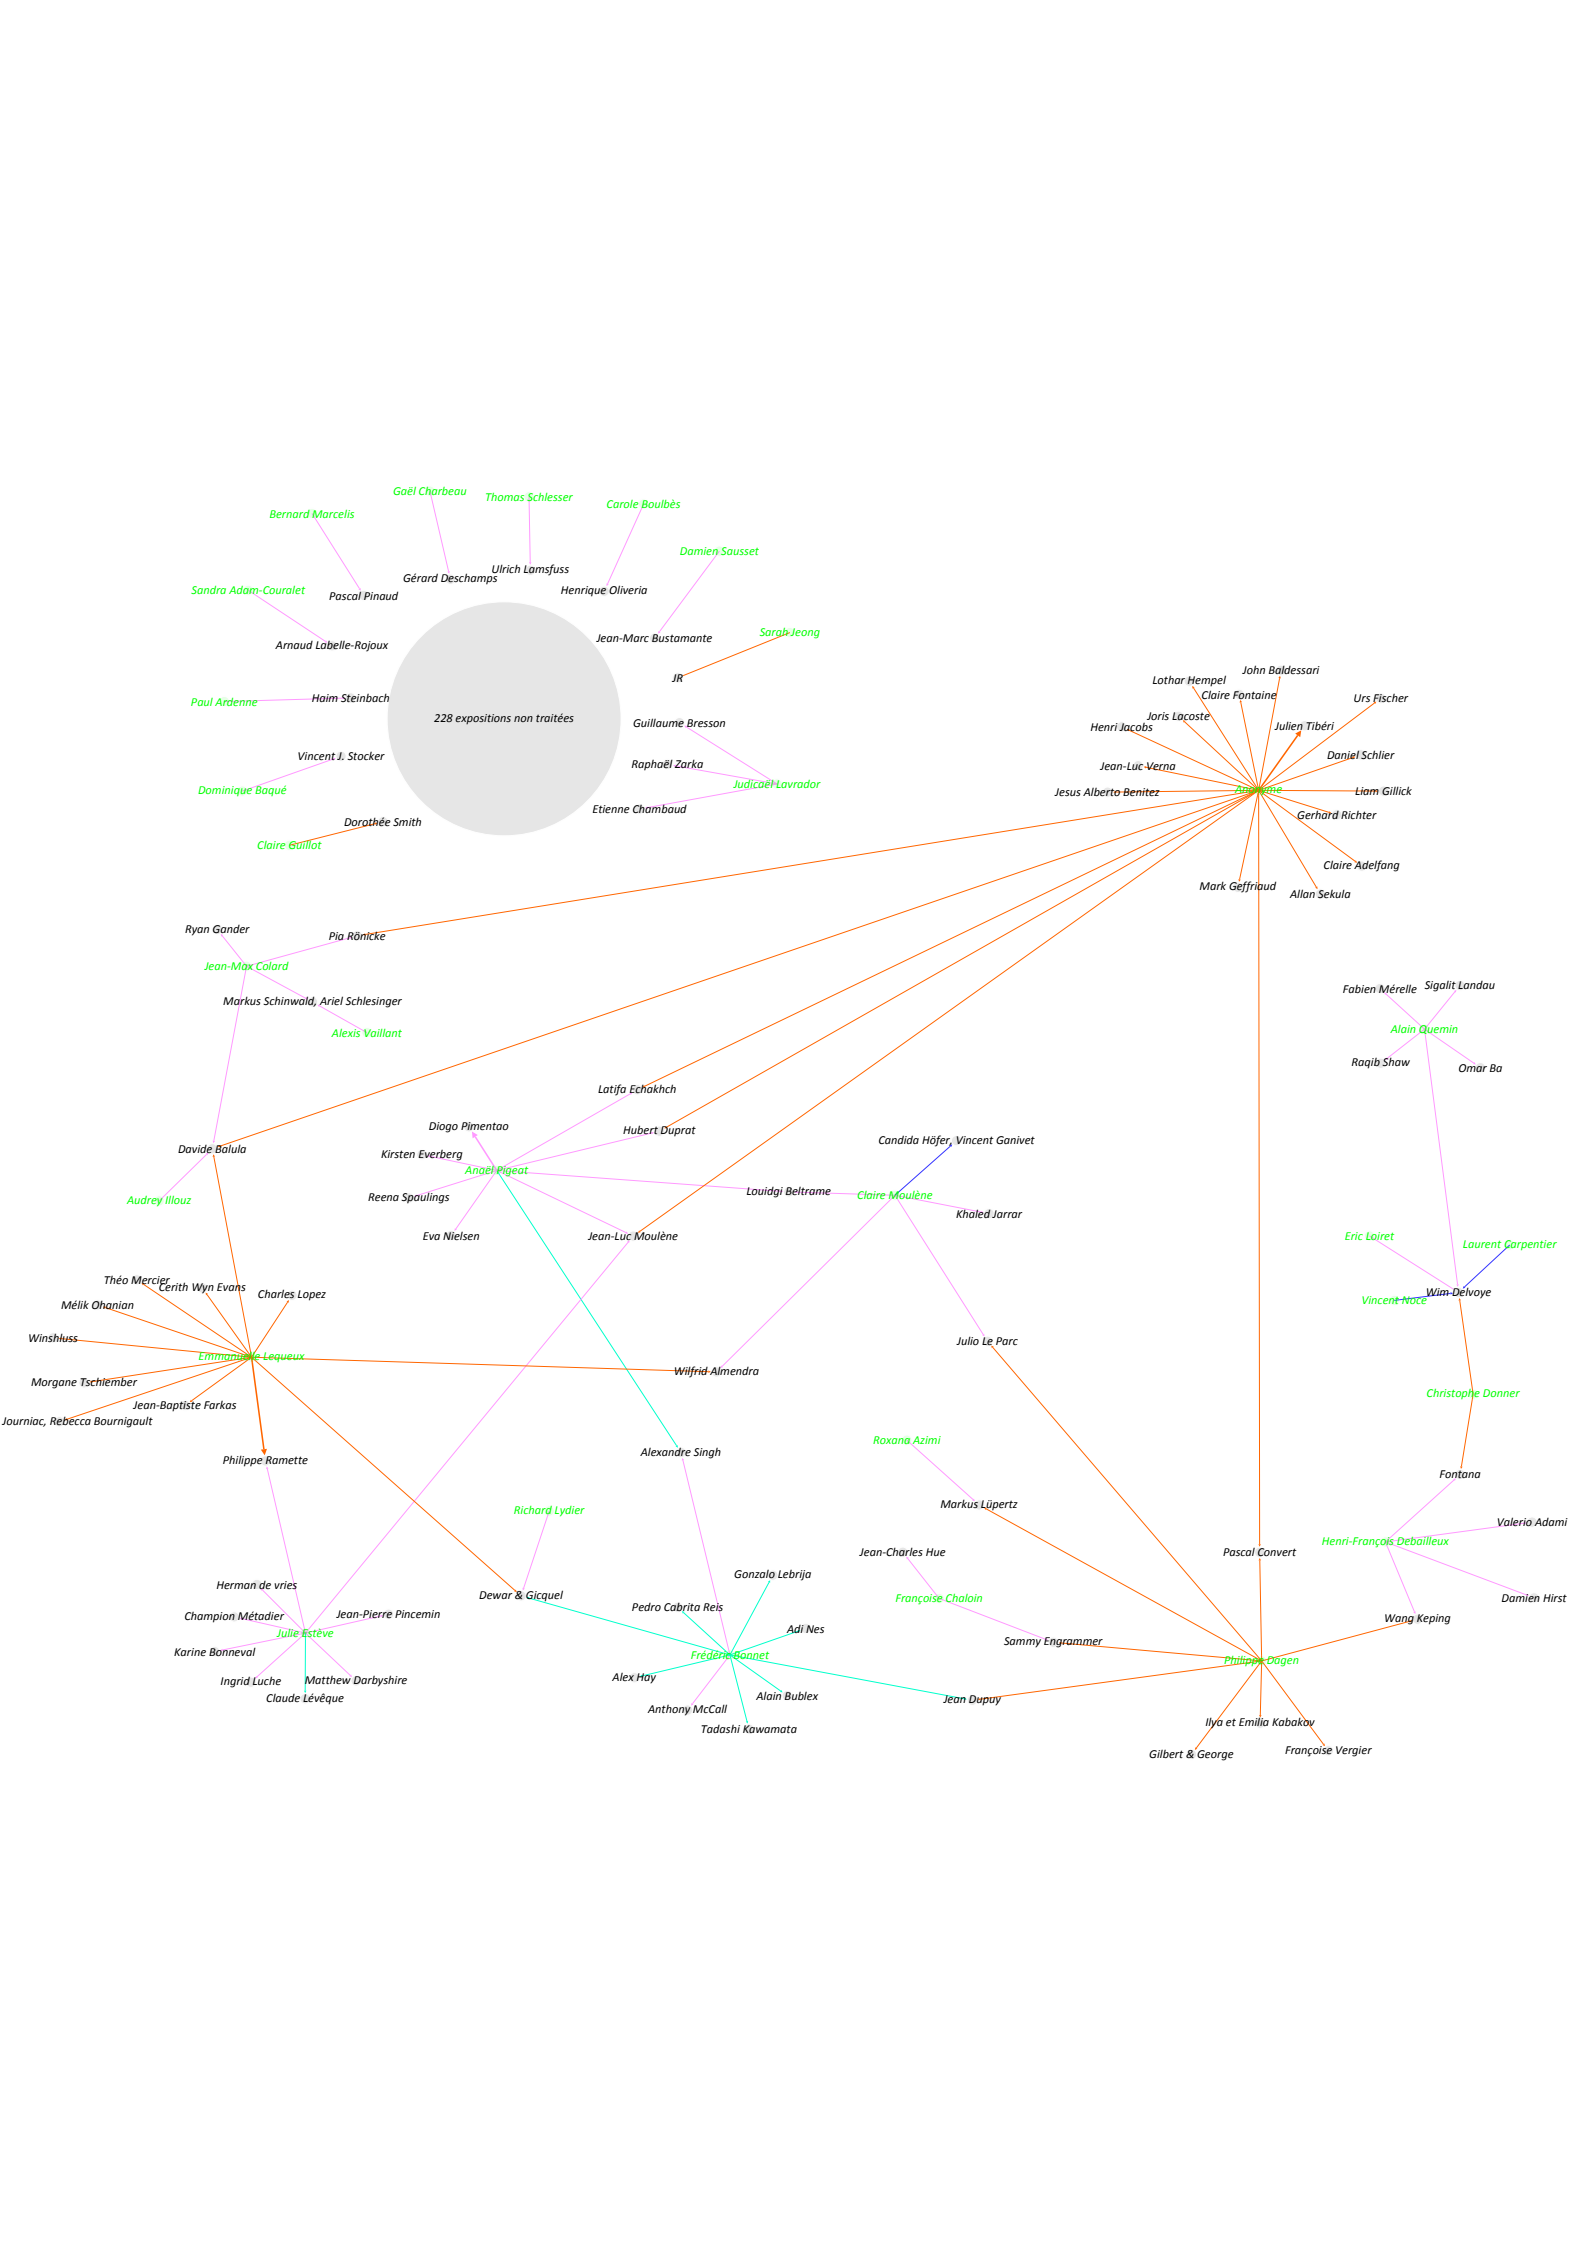 Gaël Charbeau
Thomas Schlesser
Carole Boulbès
Bernard Marcelis
Damien Sausset
Ulrich Lamsfuss
Gérard Deschamps
Henrique Oliveria
Sandra Adam-Couralet
Pascal Pinaud
Sarah Jeong
Jean-Marc Bustamante
Arnaud Labelle-Rojoux
JR
Paul Ardenne
Haim Steinbach
228 expositions non traitées
Guillaume Bresson
Vincent J. Stocker
Raphaël Zarka
Judicaël Lavrador
Dominique Baqué
Etienne Chambaud
Dorothée Smith
Claire Guillot
John Baldessari
Lothar Hempel
Claire Fontaine
Urs Fischer
Joris Lacoste
Henri Jacobs
Julien Tibéri
Daniel Schlier
Jean-Luc Verna
Jesus Alberto Benitez
Anonyme
Liam Gillick
Gerhard Richter
Claire Adelfang
Mark Geffriaud
Allan Sekula
Ryan Gander
Pia Rönicke
Jean-Max Colard
Markus Schinwald, Ariel Schlesinger
Alexis Vaillant
Fabien Mérelle
Sigalit Landau
Alain Quemin
Raqib Shaw
Omar Ba
Latifa Echakhch
Diogo Pimentao
Hubert Duprat
Candida Höfer, Vincent Ganivet
Davide Balula
Kirsten Everberg
Anaël Pigeat
Audrey Illouz
Reena Spaulings
Louidgi Beltrame
Claire Moulène
Khaled Jarrar
Eva Nielsen
Jean-Luc Moulène
Eric Loiret
Laurent Carpentier
Théo Mercier
Cerith Wyn Evans
Charles Lopez
Wim Delvoye
Vincent Noce
Mélik Ohanian
Winshluss
Julio Le Parc
Emmanuelle Lequeux
Wilfrid Almendra
Morgane Tschiember
Christophe Donner
Jean-Baptiste Farkas
Journiac, Rebecca Bournigault
Roxana Azimi
Philippe Ramette
Alexandre Singh
Fontana
Richard Lydier
Markus Lüpertz
Valerio Adami
Henri-François Debailleux
Jean-Charles Hue
Pascal Convert
Gonzalo Lebrija
Herman de vries
Dewar & Gicquel
Françoise Chaloin
Damien Hirst
Pedro Cabrita Reis
Champion Métadier
Jean-Pierre Pincemin
Wang Keping
Julie Estève
Adi Nes
Sammy Engrammer
Karine Bonneval
Frédéric Bonnet
Philippe Dagen
Ingrid Luche
Matthew Darbyshire
Alex Hay
Claude Lévêque
Alain Bublex
Jean Dupuy
Anthony McCall
Tadashi Kawamata
Ilya et Emilia Kabakov
Gilbert & George
Françoise Vergier